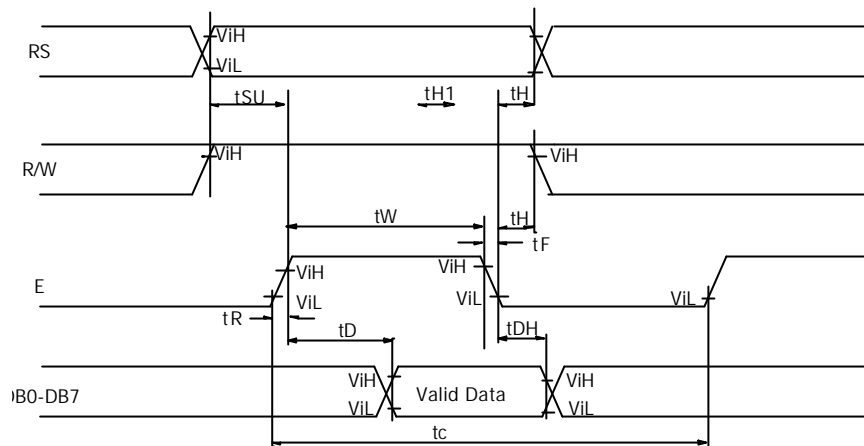 ViH
RS
ViL
tSU tH1 tH
ViH ViH
R/W
tW tH
tF
ViH ViH
E
ViL ViL ViL
tR tD tDH
ViH ViH
DB0-DB7 Valid Data
ViL ViL
tc